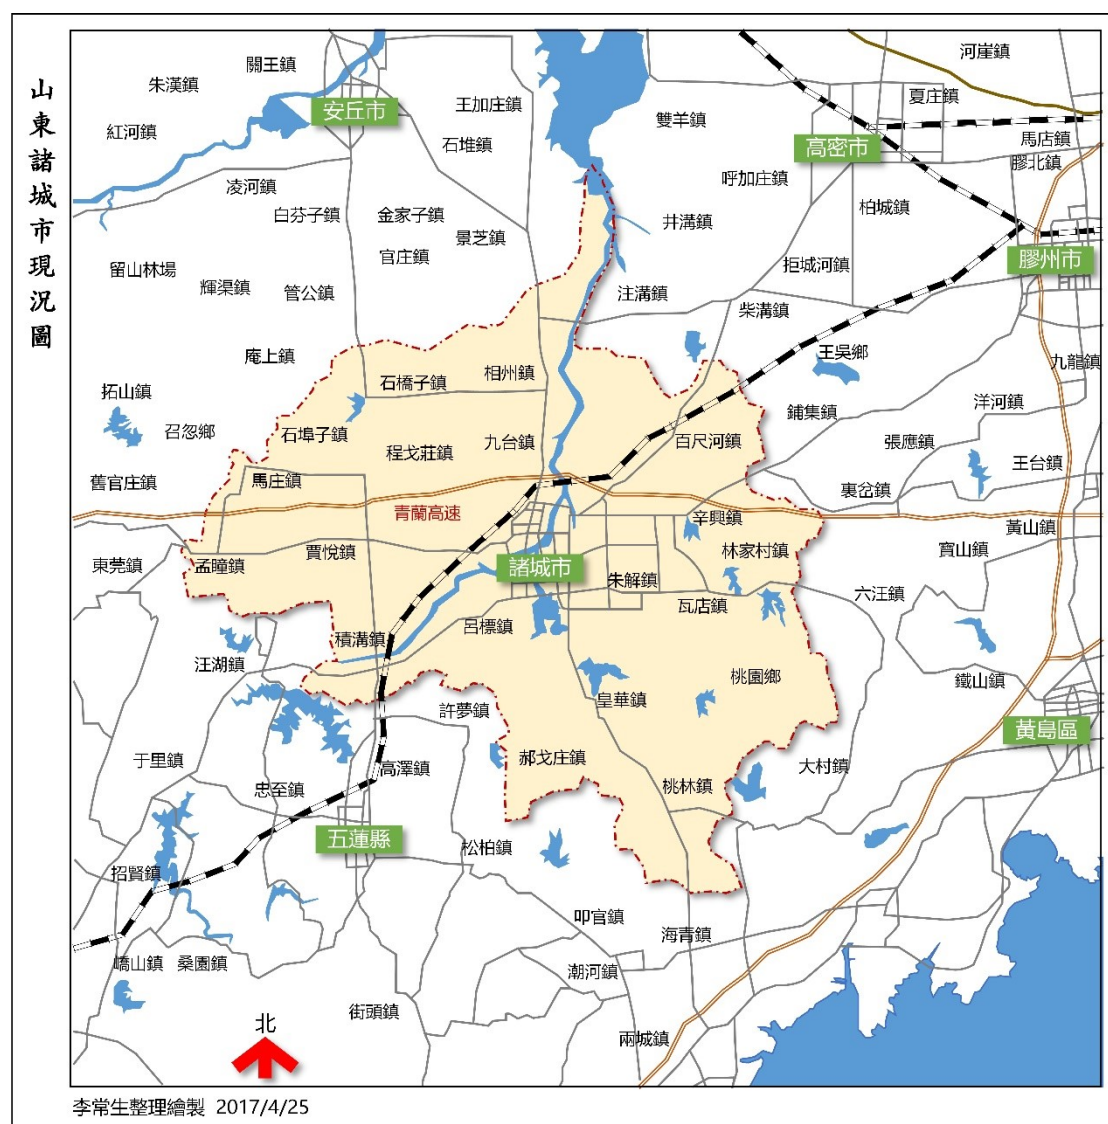 山東諸城市現況圖
河崖鎮
關王鎮
朱漢鎮
夏庄鎮
王加庄鎮
安丘市
雙羊鎮
紅河鎮
石堆鎮
高密市
馬店鎮
膠北鎮
呼加庄鎮
凌河鎮
柏城鎮
白芬子鎮
金家子鎮
井溝鎮
景芝鎮
官庄鎮
膠州市
拒城河鎮
留山林場
輝渠鎮
管公鎮
注溝鎮
柴溝鎮
王吳鄉
庵上鎮
九龍鎮
相州鎮
石橋子鎮
拓山鎮
洋河鎮
鋪集鎮
召忽鄉
石埠子鎮
九台鎮
百尺河鎮
張應鎮
程戈莊鎮
王台鎮
舊官庄鎮
馬庄鎮
裏岔鎮
青蘭高速
辛興鎮
黃山鎮
賈悅鎮
林家村鎮
寶山鎮
東莞鎮
孟疃鎮
諸城市
朱解鎮
六汪鎮
瓦店鎮
呂標鎮
積溝鎮
汪湖鎮
桃園鄉
鐵山鎮
皇華鎮
許夢鎮
黃島區
于里鎮
郝戈庄鎮
高澤鎮
大村鎮
忠至鎮
桃林鎮
五蓮縣
松柏鎮
招賢鎮
叩官鎮
海青鎮
嶠山鎮
桑園鎮
潮河鎮
街頭鎮
北
兩城鎮
李常生整理繪製 2017/4/25